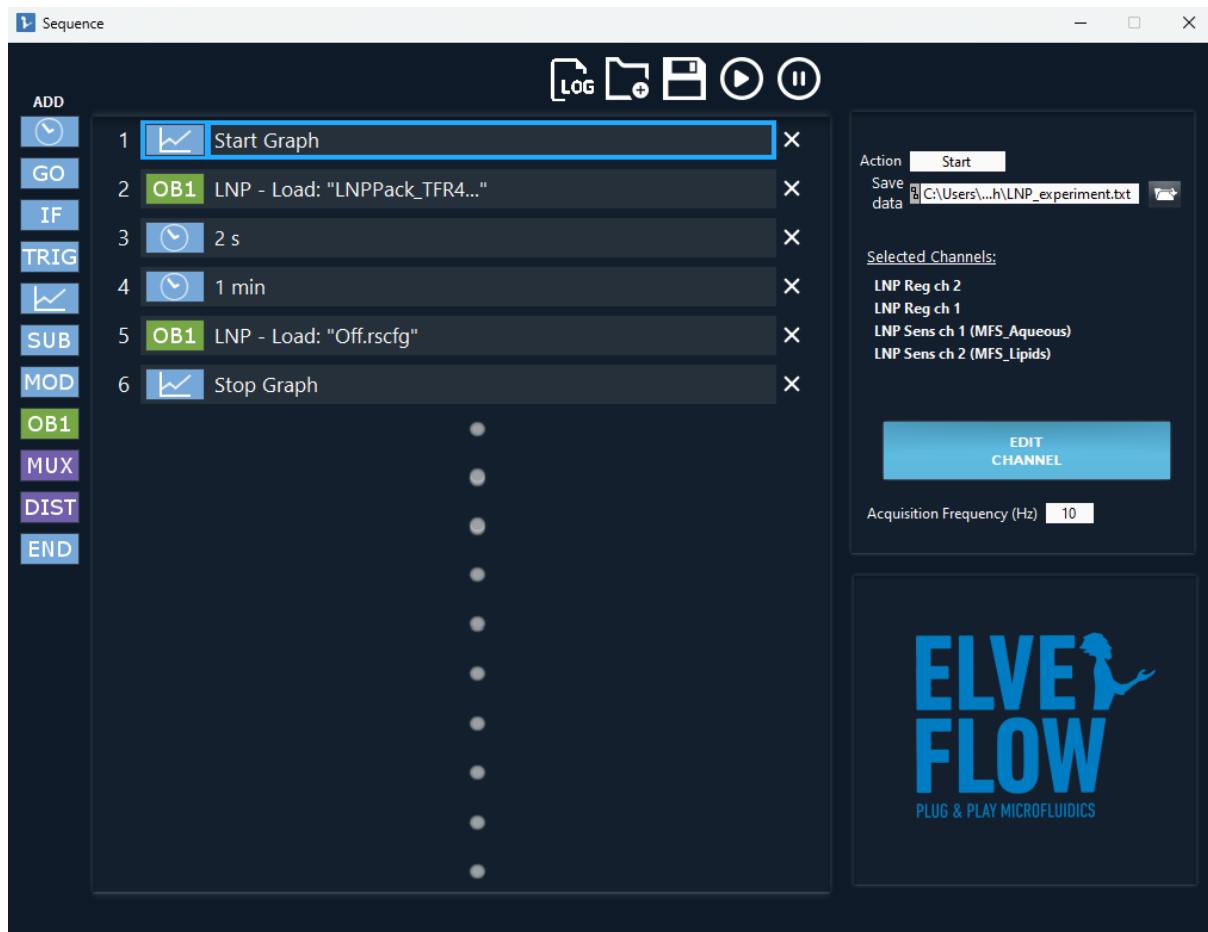 Sequence
LOG
ADD
GO
IF
TRIG
SUB
MOD
OB1
MUX
DIST
END
1 Start Graph
2 OB1 LNP - Load: "LNPPack_TFR4..."
3 2 s
4 1 min
5 OB1 LNP - Load: "Off.rscfg"
6 Stop Graph
Action Start
Save
data C:\Users\...h\LNP_experiment.txt
Selected Channels:
LNP Reg ch 2
LNP Reg ch 1
LNP Sens ch 1 (MFS_Aqueous)
LNP Sens ch 2 (MFS_Lipids)
EDIT
CHANNEL
Acquisition Frequency (Hz) 10
ELVE
FLOW
PLUG & PLAY MICROFLUIDICS